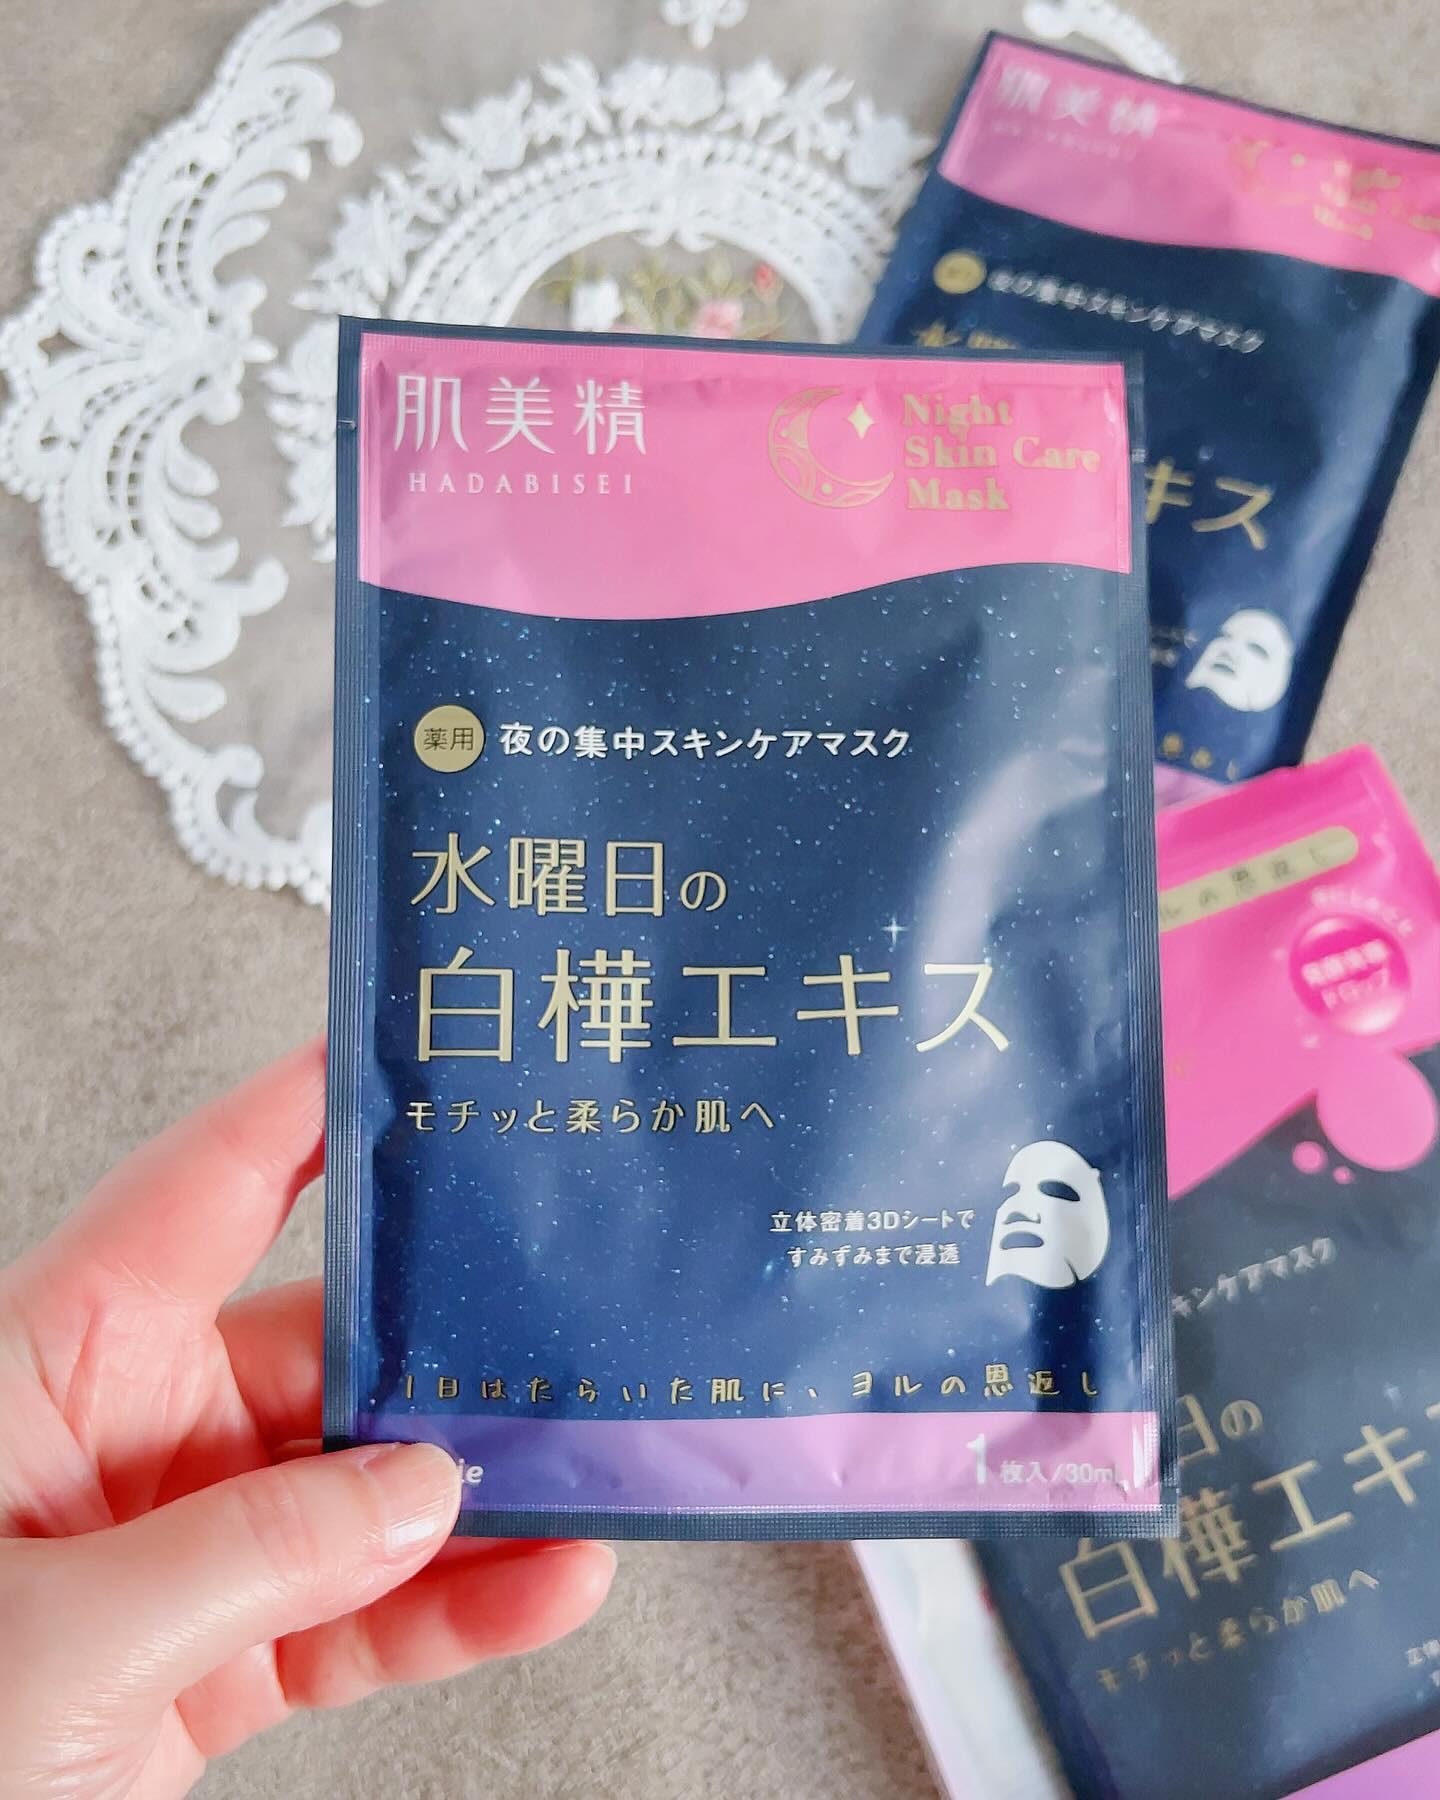 肌美精
HADABISEI
Night
Skin Care
Mask
薬用 夜の集中スキンケアマスク
水曜日の
白樺エキス
モチッと柔らか肌へ
立体密着3Dシートで
すみずみまで浸透
1日はたらいた肌に、ヨルの恩返し
1枚入/30mL
肌美精
Night
夜の集中スキンケアマスク
キス
ルの恩返し
キンケアマスク
日の
白樺エキ
モチッと柔らか肌へ